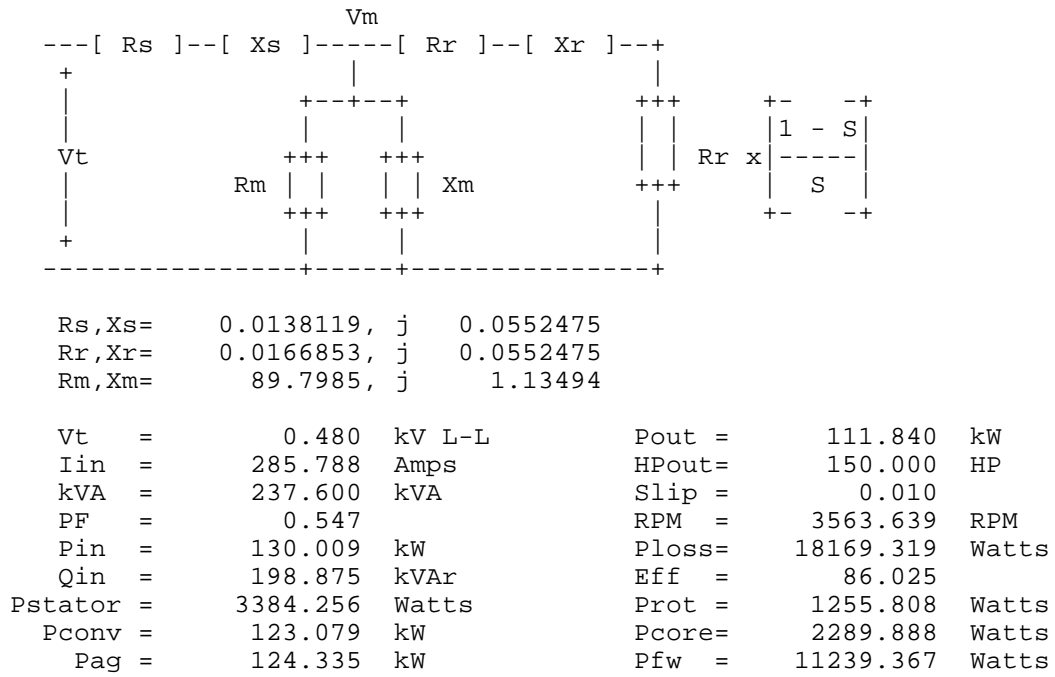 Vm
---[ Rs ]--[ Xs ]-----[ Rr ]--[ Xr ]--+
 +                 |                  |
 |              +--+--+              +++     +-   -+
 |              |     |              | |     |1 - S|
Vt             +++   +++             | | Rr x|-----|
 |          Rm | |   | | Xm          +++     |  S  |
 |             +++   +++              |      +-   -+
 +              |     |               |
----------------+-----+---------------+
Rs,Xs= 0.0138119, j 0.0552475
Rr,Xr= 0.0166853, j 0.0552475
Rm,Xm= 89.7985, j 1.13494
Vt = 0.480 kV L-L Pout = 111.840 kW
Iin = 285.788 Amps HPout= 150.000 HP
kVA = 237.600 kVA Slip = 0.010
PF = 0.547 RPM = 3563.639 RPM
Pin = 130.009 kW Ploss= 18169.319 Watts
Qin = 198.875 kVAr Eff = 86.025
Pstator = 3384.256 Watts Prot = 1255.808 Watts
Pconv = 123.079 kW Pcore= 2289.888 Watts
Pag = 124.335 kW Pfw = 11239.367 Watts